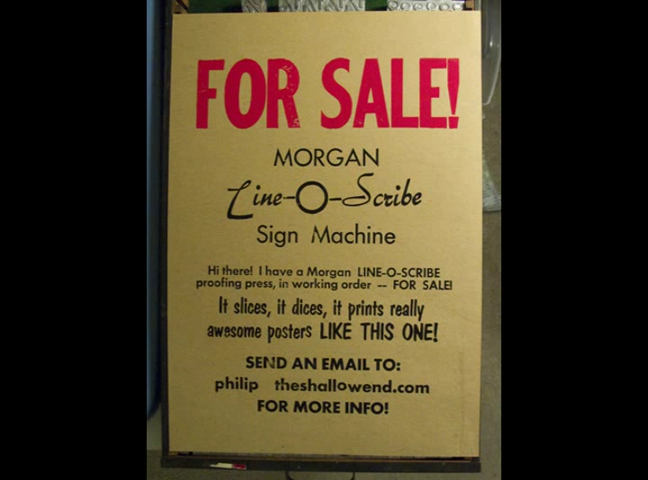 FOR SALE!
MORGAN
Line-O-Scribe
Sign Machine
Hi there! I have a Morgan LINE-O-SCRIBE
proofing press, in working order -- FOR SALE!
It slices, it dices, it prints really
awesome posters LIKE THIS ONE!
SEND AN EMAIL TO:
philip theshallowend.com
FOR MORE INFO!